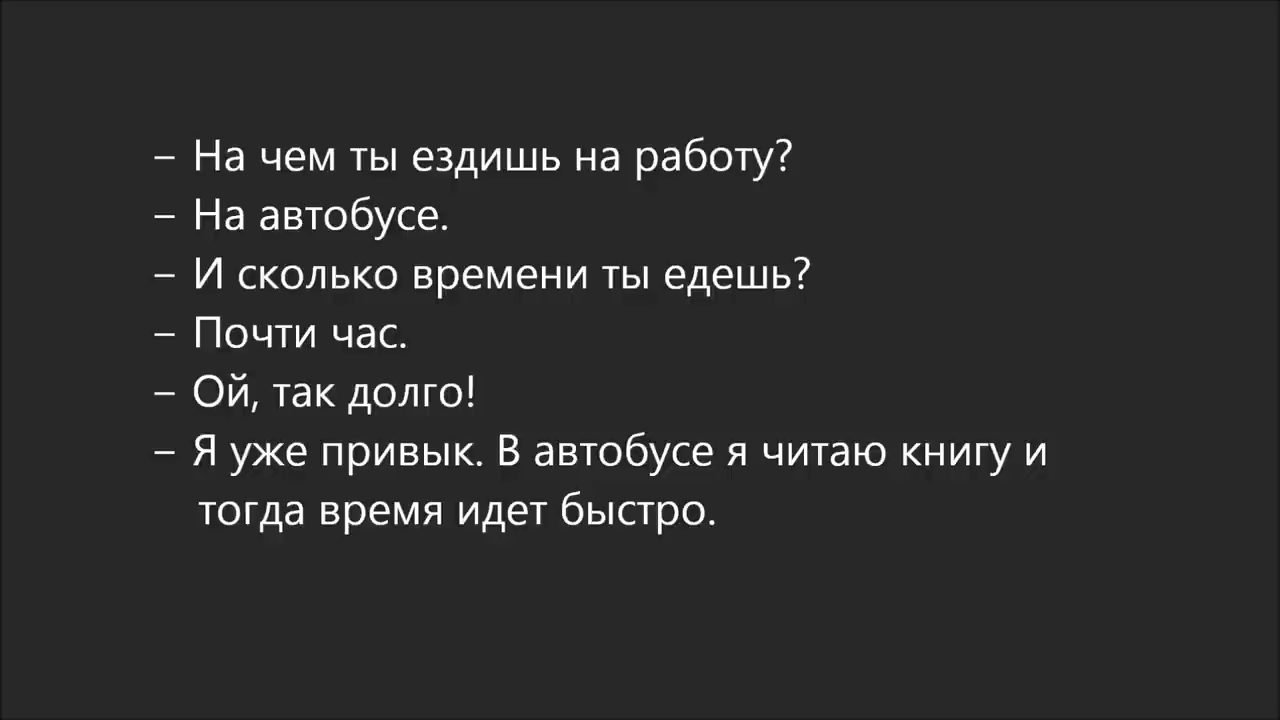 – На чем ты ездишь на работу?
– На автобусе.
– И сколько времени ты едешь?
– Почти час.
– Ой, так долго!
– Я уже привык. В автобусе я читаю книгу и
тогда время идет быстро.